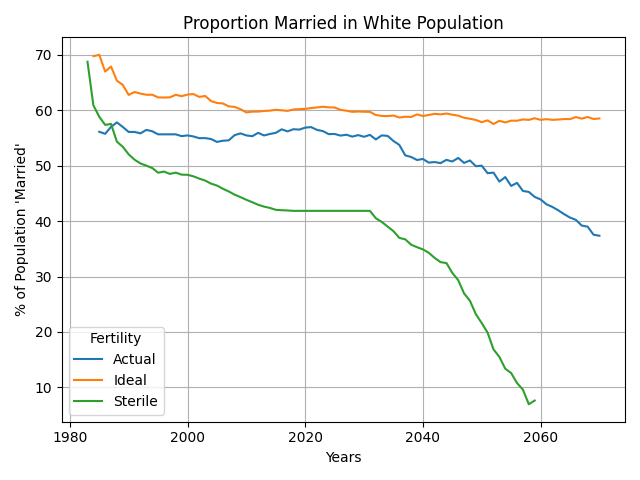 Proportion Married in White Population
% of Population 'Married'
70
60
50
40
30
20
10
Fertility
Actual
Ideal
Sterile
1980
2000
2020
2040
2060
Years